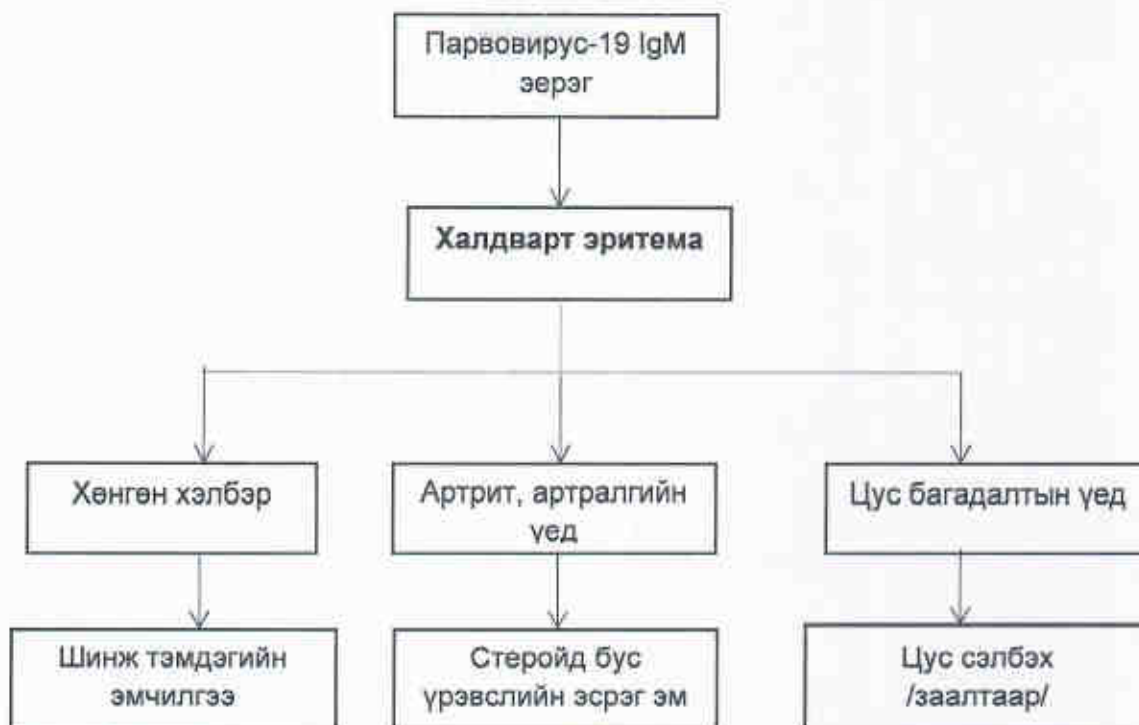 Парвовирус-19 IgM
эерэг
Халдварт эритема
Хөнгөн хэлбэр
Артрит, артралгийн
үед
Цус багадалтын үед
Шинж тэмдэгийн
эмчилгээ
Стеройд бус
үрэвслийн эсрэг эм
Цус сэлбэх
/заалтаар/